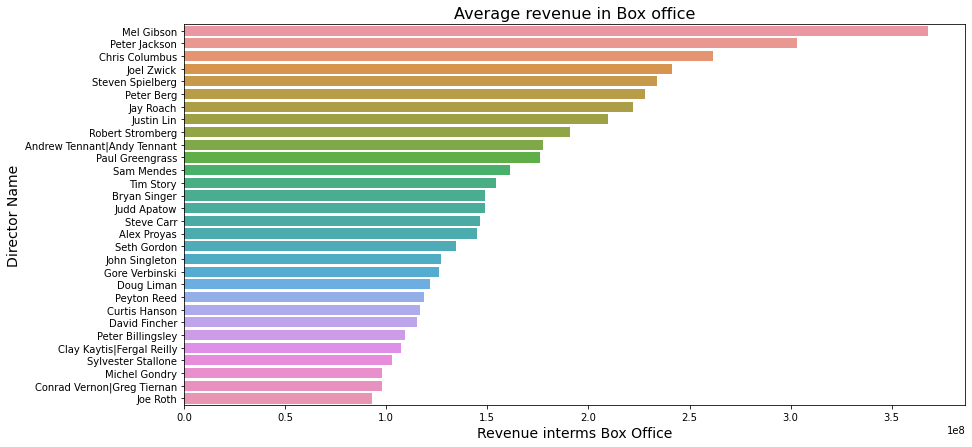 Average revenue in Box office
Director Name
Mel Gibson
Peter Jackson
Chris Columbus
Joel Zwick
Steven Spielberg
Peter Berg
Jay Roach
Justin Lin
Robert Stromberg
Andrew Tennant|Andy Tennant
Paul Greengrass
Sam Mendes
Tim Story
Bryan Singer
Judd Apatow
Steve Carr
Alex Proyas
Seth Gordon
John Singleton
Gore Verbinski
Doug Liman
Peyton Reed
Curtis Hanson
David Fincher
Peter Billingsley
Clay Kaytis|Fergal Reilly
Sylvester Stallone
Michel Gondry
Conrad Vernon|Greg Tiernan
Joe Roth
0.0 0.5 1.0 1.5 2.0 2.5 3.0 3.5
1e8
Revenue interms Box Office